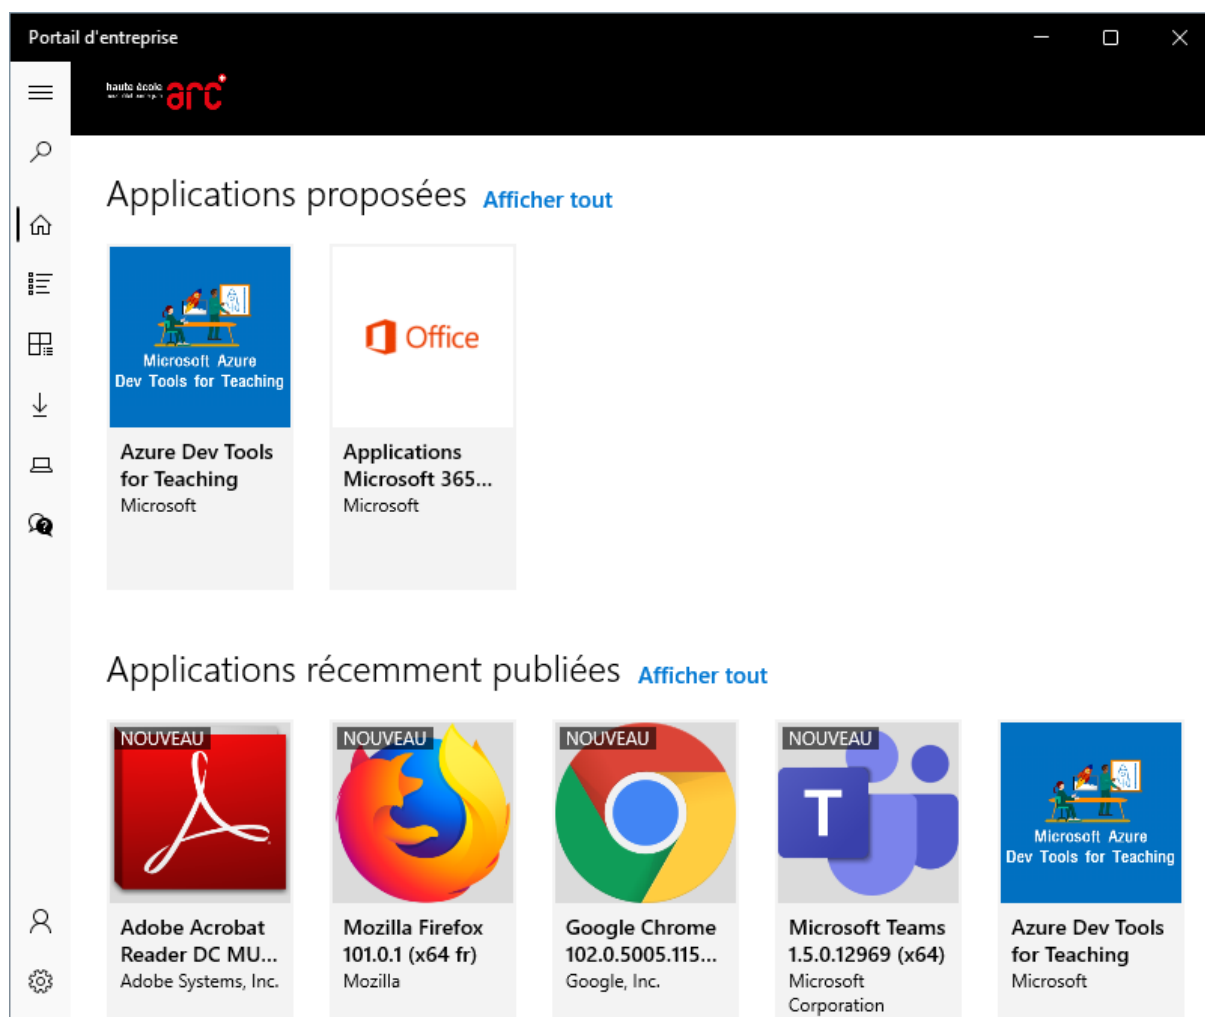 Portail d'entreprise
haute école
arc
Applications proposées Afficher tout
Microsoft Azure
Dev Tools for Teaching
Office
Azure Dev Tools
for Teaching
Microsoft
Applications
Microsoft 365...
Microsoft
Applications récemment publiées Afficher tout
NOUVEAU
Adobe Acrobat
Reader DC MU...
Adobe Systems, Inc.
NOUVEAU
Mozilla Firefox
101.0.1 (x64 fr)
Mozilla
NOUVEAU
Google Chrome
102.0.5005.115...
Google, Inc.
NOUVEAU
T
Microsoft Teams
1.5.0.12969 (x64)
Microsoft
Corporation
Microsoft Azure
Dev Tools for Teaching
Azure Dev Tools
for Teaching
Microsoft